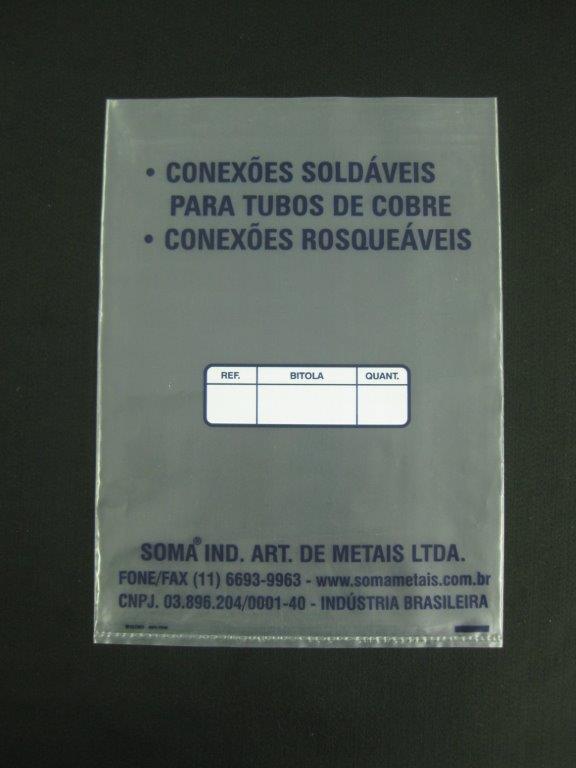 • CONEXÕES SOLDÁVEIS
PARA TUBOS DE COBRE
• CONEXÕES ROSQUEÁVEIS
REF. BITOLA QUANT.
SOMA® IND. ART. DE METAIS LTDA.
FONE/FAX (11) 6693-9963 - www.somametais.com.br
CNPJ. 03.896.204/0001-40 - INDÚSTRIA BRASILEIRA